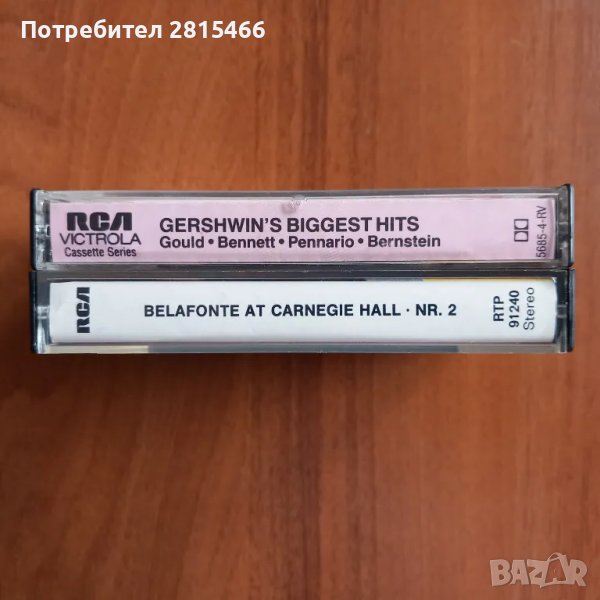 Потребител 2815466
RCA
VICTROLA
Cassette Series
GERSHWIN'S BIGGEST HITS
Gould • Bennett • Pennario • Bernstein
5685-4-RV
RCA
BELAFONTE AT CARNEGIE HALL · NR. 2
RTP
91240
Stereo
BAZAR